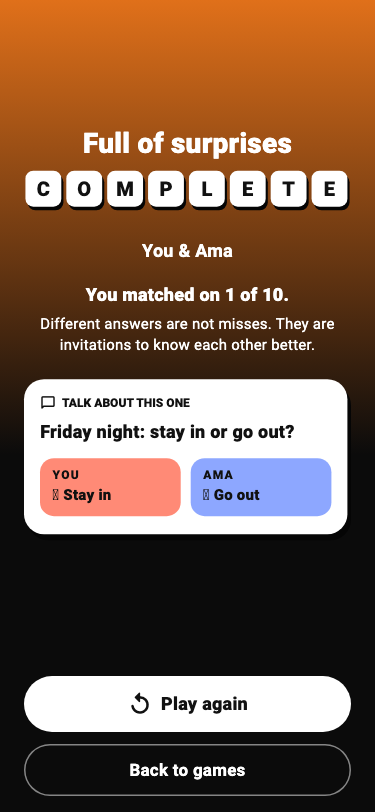 Full of surprises
COMPLETE
You & Ama
You matched on 1 of 10.
Different answers are not misses. They are
invitations to know each other better.
TALK ABOUT THIS ONE
Friday night: stay in or go out?
YOU
Stay in
AMA
Go out
Play again
Back to games